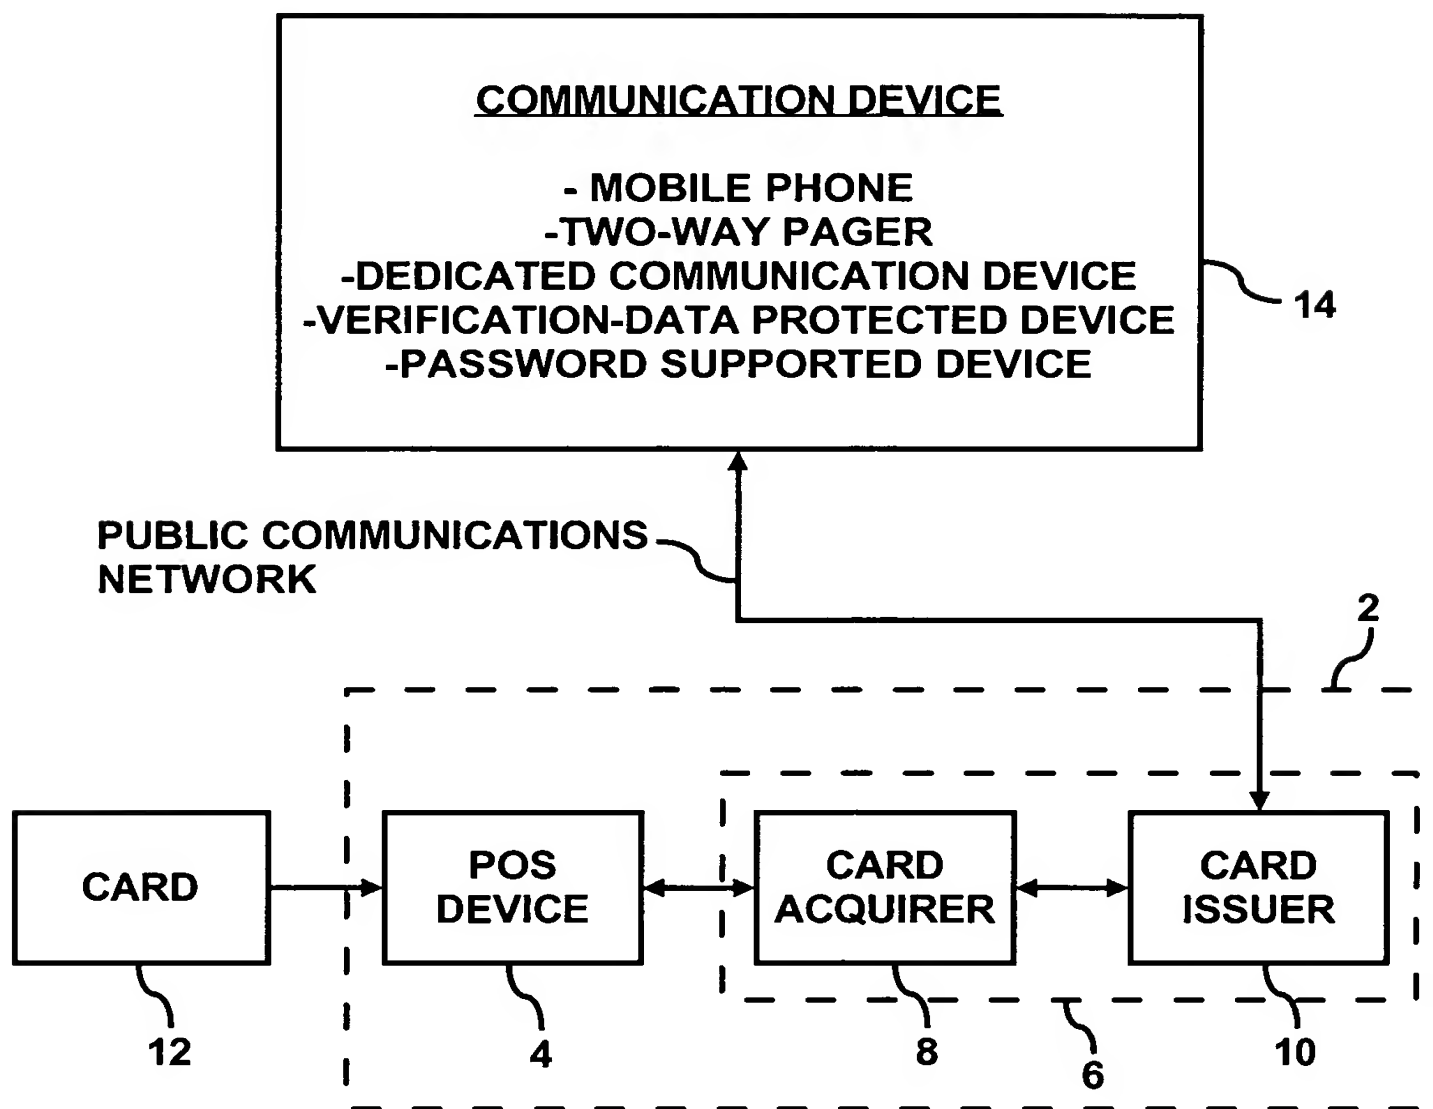 COMMUNICATION DEVICE
- MOBILE PHONE
-TWO-WAY PAGER
-DEDICATED COMMUNICATION DEVICE
-VERIFICATION-DATA PROTECTED DEVICE
-PASSWORD SUPPORTED DEVICE
14
PUBLIC COMMUNICATIONS
NETWORK
2
CARD
POS
DEVICE
CARD
ACQUIRER
CARD
ISSUER
12
4
8
6
10